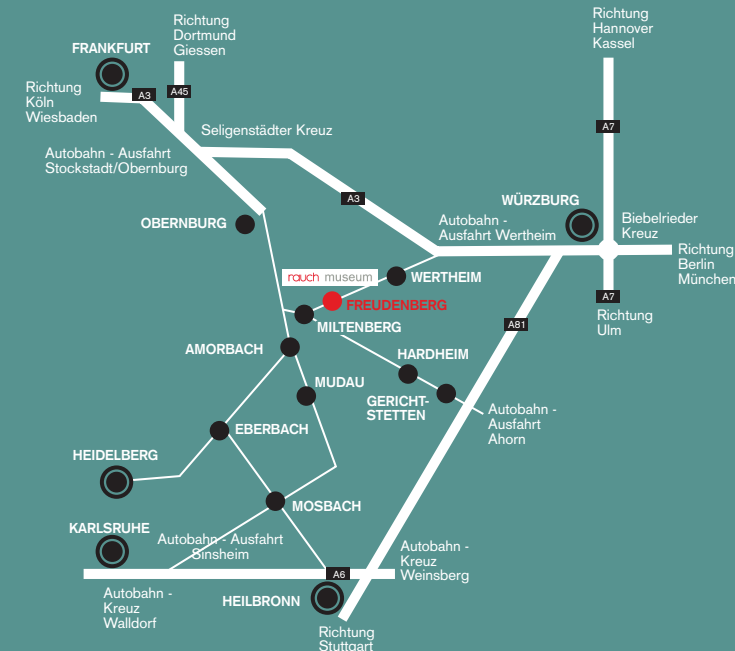 Richtung
Dortmund
Giessen
Richtung
Hannover
Kassel
FRANKFURT
Richtung
Köln
Wiesbaden
A3
A45
Seligenstädter Kreuz
A7
Autobahn - Ausfahrt
Stockstadt/Obernburg
A3
WÜRZBURG
OBERNBURG
Autobahn -
Ausfahrt Wertheim
Biebelrieder
Kreuz
Richtung
Berlin
München
rauch museum
WERTHEIM
FREUDENBERG
A7
Richtung
Ulm
MILTENBERG
A81
AMORBACH
HARDHEIM
MUDAU
GERICHT-
STETTEN
Autobahn -
Ausfahrt
Ahorn
EBERBACH
HEIDELBERG
MOSBACH
KARLSRUHE
Autobahn - Ausfahrt
Sinsheim
Autobahn -
Kreuz
Weinsberg
A6
Autobahn -
Kreuz
Walldorf
HEILBRONN
Richtung
Stuttgart